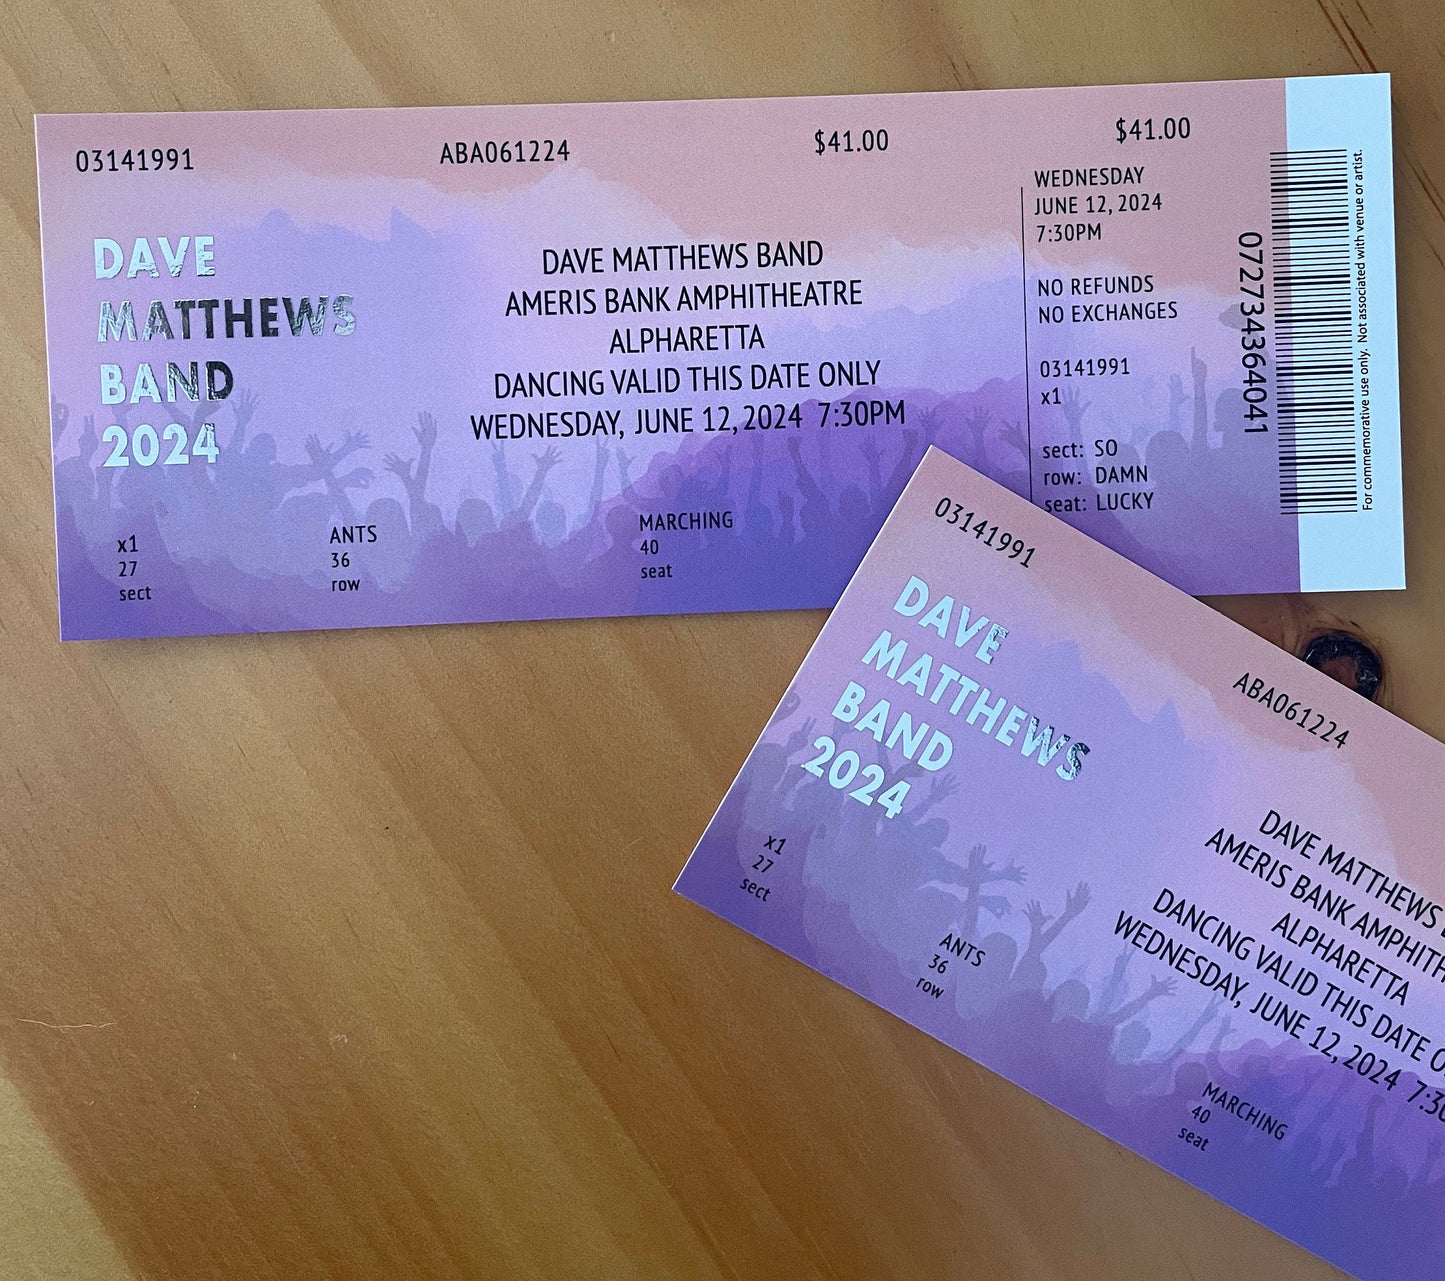 03141991
ABA061224
$41.00
$41.00
DAVE
MATTHEWS
BAND
2024
DAVE MATTHEWS BAND
AMERIS BANK AMPHITHEATRE
ALPHARETTA
DANCING VALID THIS DATE ONLY
WEDNESDAY, JUNE 12, 2024 7:30PM
x1
27
sect
ANTS
36
row
MARCHING
40
seat
WEDNESDAY
JUNE 12, 2024
7:30PM
NO REFUNDS
NO EXCHANGES
03141991
x1
sect: SO
row: DAMN
seat: LUCKY
072734364041
For commemorative use only. Not associated with venue or artist.
03141991
ABA061224
DAVE
MATTHEWS
BAND
2024
DAVE MATTHEWS
AMERIS BANK
ALPHARETTA
DANCING VALID THIS DATE
WEDNESDAY, JUNE 12, 2024
x1
27
sect
ANTS
36
row
MARCHING
40
seat